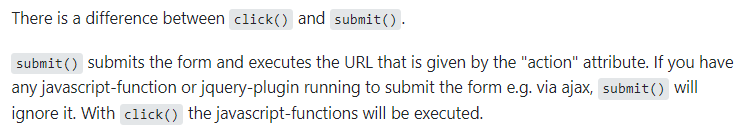 There is a difference between click() and submit().
submit() submits the form and executes the URL that is given by the "action" attribute. If you have
any javascript-function or jquery-plugin running to submit the form e.g. via ajax, submit() will
ignore it. With click() the javascript-functions will be executed.